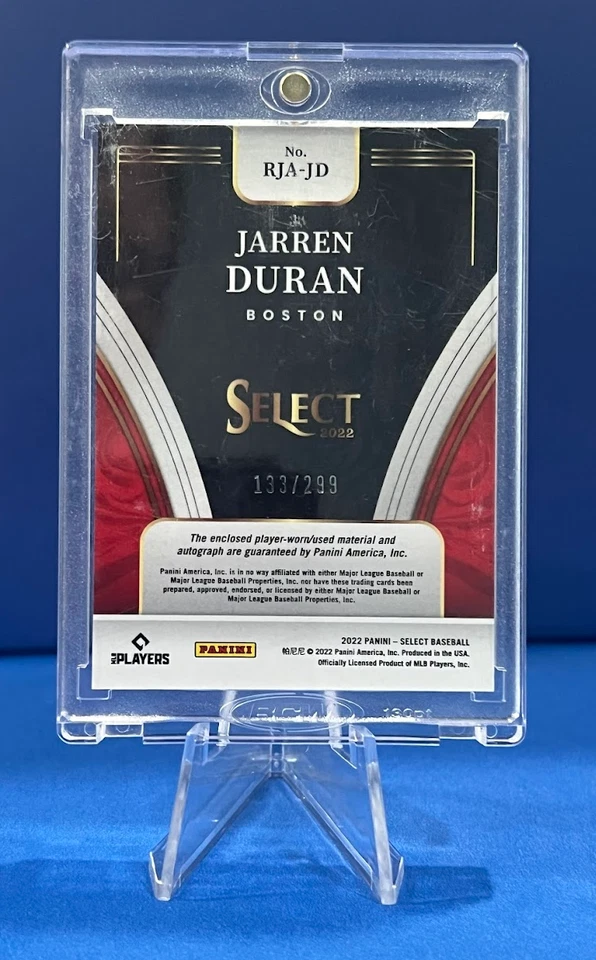 No.
RJA-JD
JARREN
DURAN
BOSTON
SELECT
2022
133/299
The enclosed player-worn/used material and
autograph are guaranteed by Panini America, Inc.
Panini America, Inc. is in no way affiliated with either Major League Baseball or
Major League Baseball Properties, Inc. nor have these trading cards been
prepared, approved, endorsed, or licensed by either Major League Baseball or
Major League Baseball Properties, Inc.
MLB PLAYERS
PANINI
2022 PANINI – SELECT BASEBALL
帕尼尼 © 2022 Panini America, Inc. Produced in the USA.
Officially Licensed Product of MLB Players, Inc.
BCW
130pt